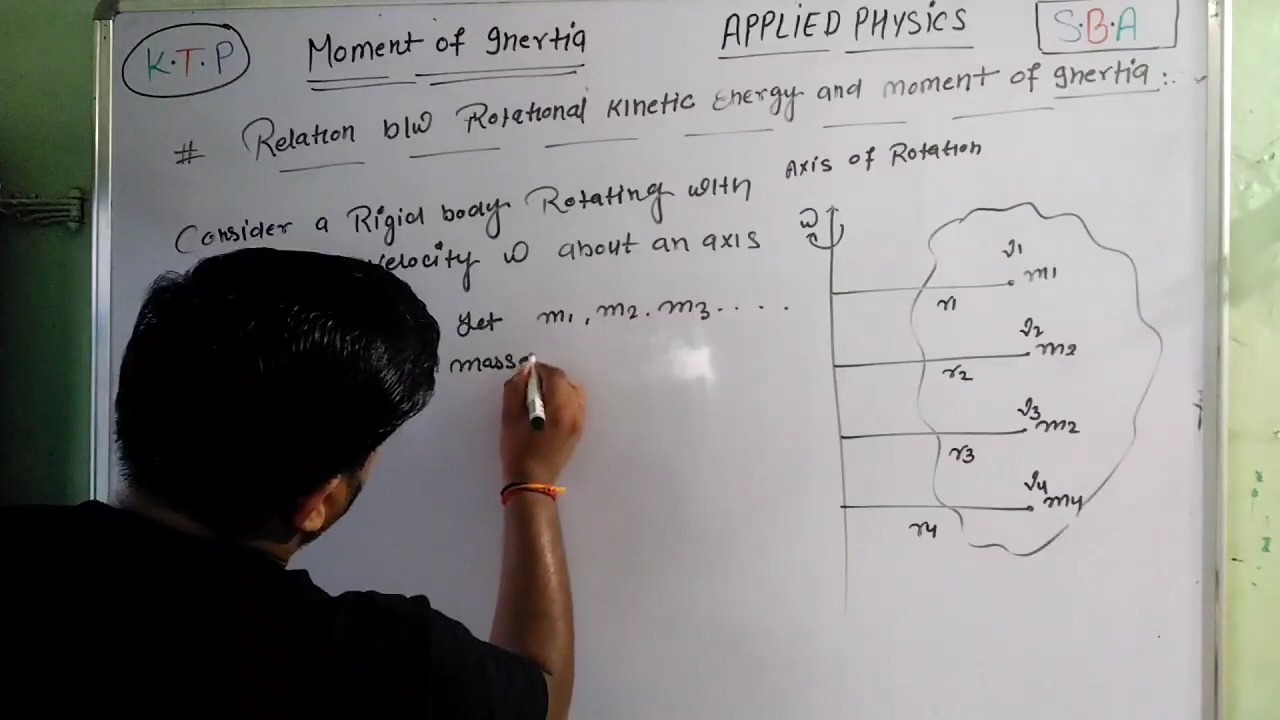 K.T.P
Moment of Inertia
APPLIED PHYSICS
S.B.A
# Relation b/w Rotational Kinetic Energy and moment of Inertia :-
Consider a Rigid body Rotating with
velocity ω about an axis
Let m1, m2. m3. . . .
mass
Axis of Rotation
ω
v1
m1
r1
v2
m2
r2
v3
m2
r3
v4
m4
r4